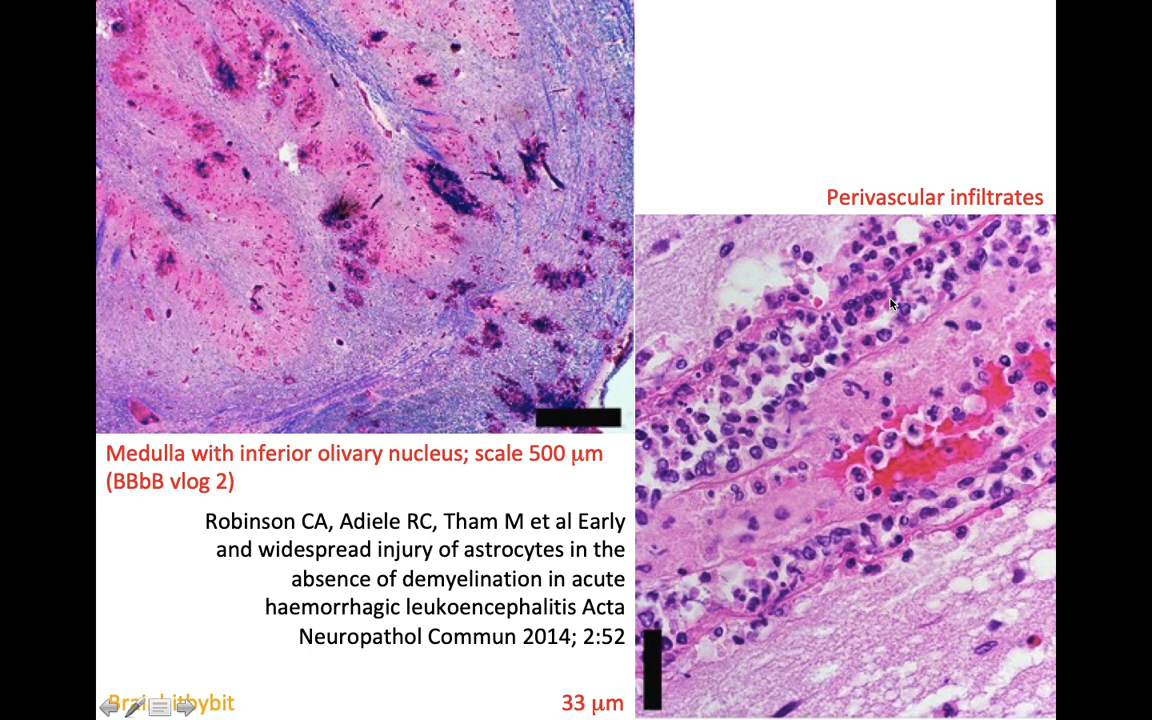 Perivascular infiltrates
Medulla with inferior olivary nucleus; scale 500 μm
(BBbB vlog 2)
Robinson CA, Adiele RC, Tham M et al Early
and widespread injury of astrocytes in the
absence of demyelination in acute
haemorrhagic leukoencephalitis Acta
Neuropathol Commun 2014; 2:52
Brainbitbybit
33 μm